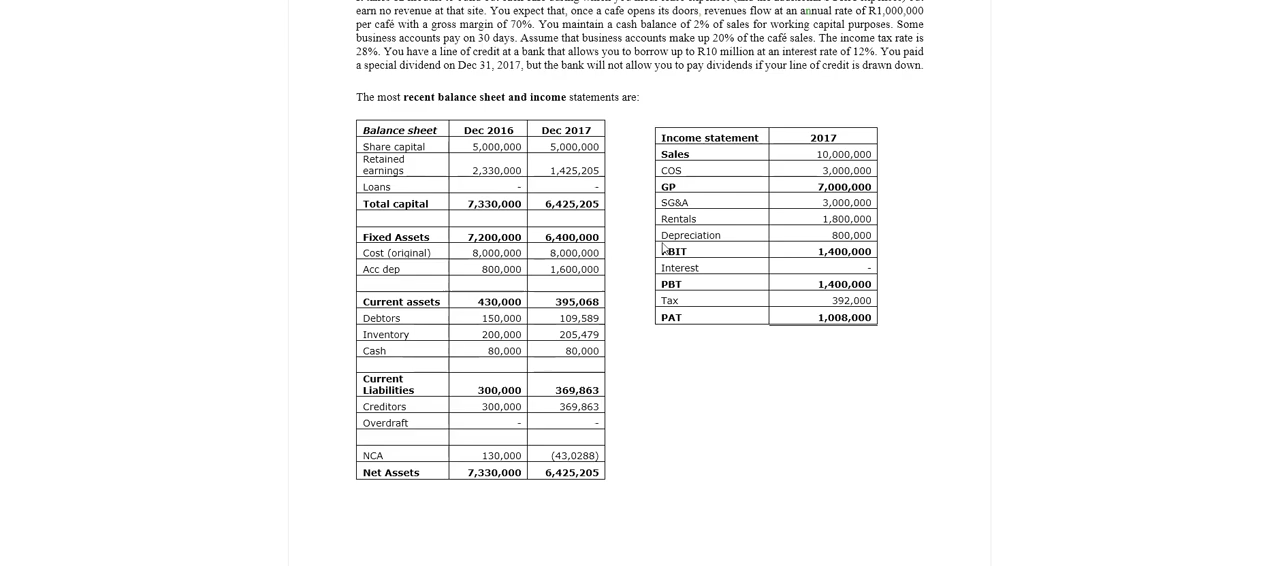 per café with a gross margin of 70%. You maintain a cash balance of 2% of sales for working capital purposes. Some
business accounts pay on 30 days. Assume that business accounts make up 20% of the café sales. The income tax rate is
28%. You have a line of credit at a bank that allows you to borrow up to R10 million at an interest rate of 12%. You paid
a special dividend on Dec 31, 2017, but the bank will not allow you to pay dividends if your line of credit is drawn down.
earn no revenue at that site. You expect that, once a cafe opens its doors, revenues flow at an annual rate of R1,000,000
The most recent balance sheet and income statements are:
Balance sheet Dec 2016 Dec 2017
Share capital 5,000,000 5,000,000
Retained
earnings 2,330,000 1,425,205
Loans - -
Total capital 7,330,000 6,425,205
Fixed Assets 7,200,000 6,400,000
Cost (original) 8,000,000 8,000,000
Acc dep 800,000 1,600,000
Current assets 430,000 395,068
Debtors 150,000 109,589
Inventory 200,000 205,479
Cash 80,000 80,000
Current
Liabilities 300,000 369,863
Creditors 300,000 369,863
Overdraft - -
NCA 130,000 (43,0288)
Net Assets 7,330,000 6,425,205
Income statement 2017
Sales 10,000,000
COS 3,000,000
GP 7,000,000
SG&A 3,000,000
Rentals 1,800,000
Depreciation 800,000
EBIT 1,400,000
Interest -
PBT 1,400,000
Tax 392,000
PAT 1,008,000